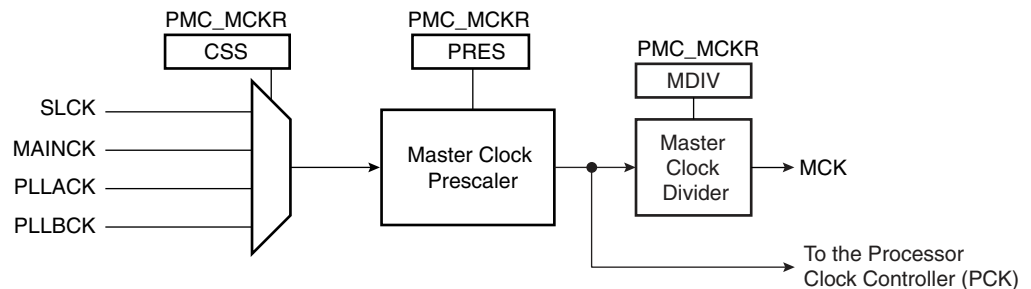 PMC_MCKR
CSS
PMC_MCKR
PRES
PMC_MCKR
MDIV
SLCK
MAINCK
PLLACK
PLLBCK
Master Clock
Prescaler
Master
Clock
Divider
MCK
To the Processor
Clock Controller (PCK)